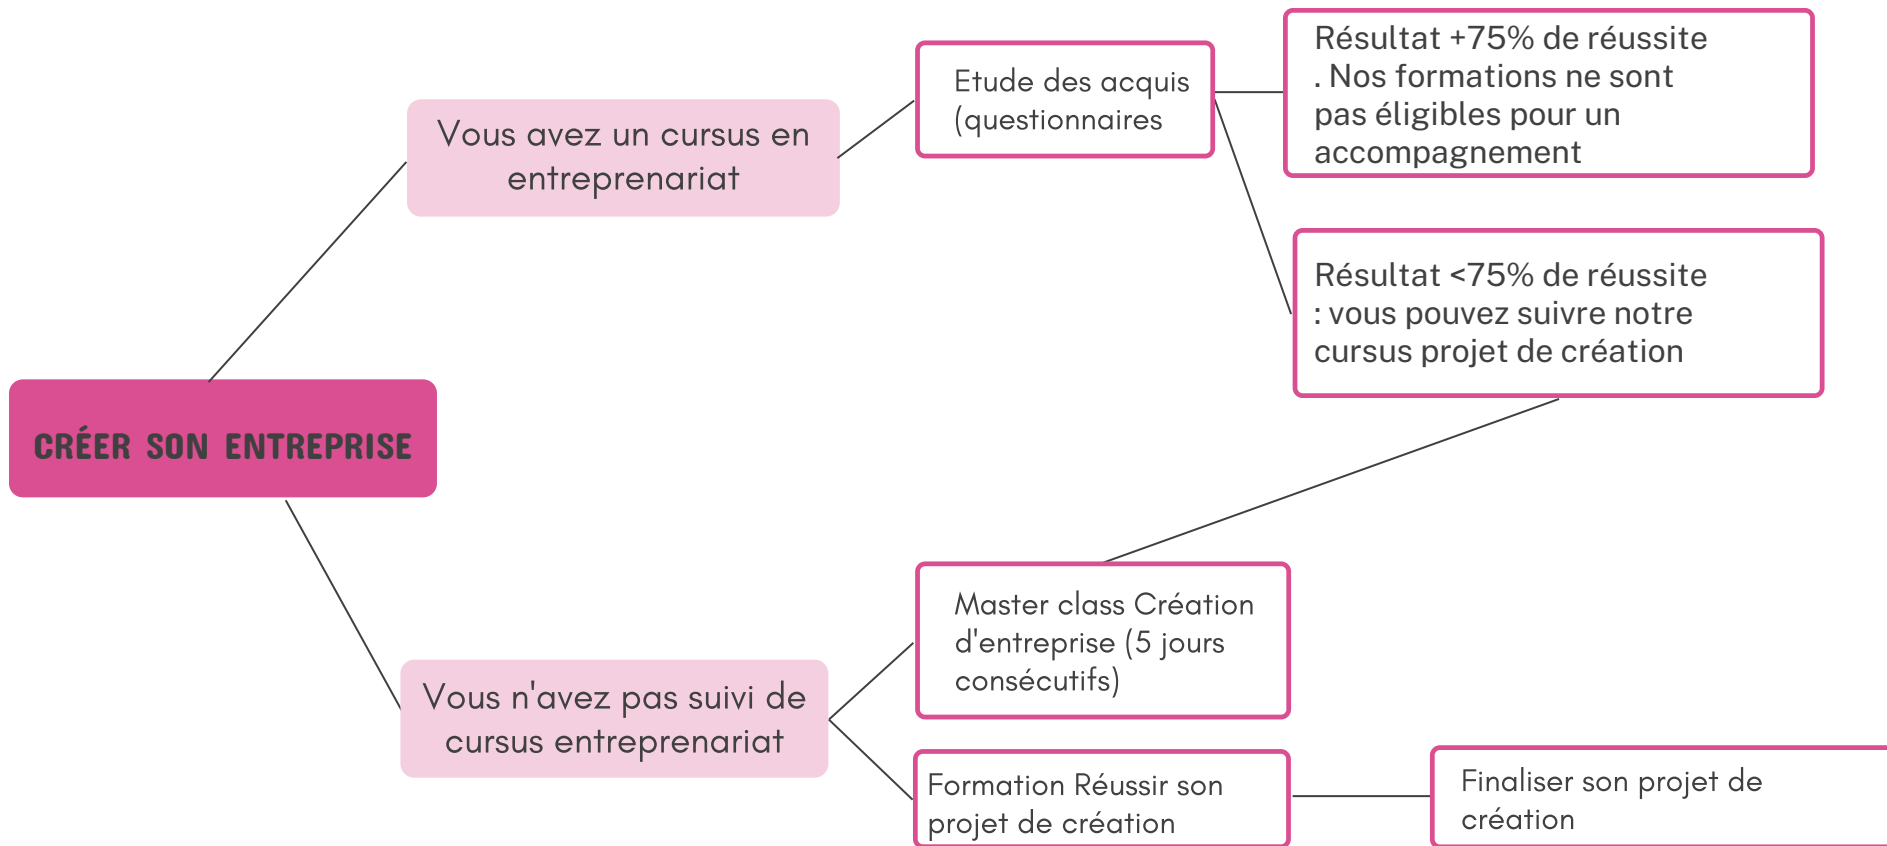 Résultat +75% de réussite
. Nos formations ne sont
pas éligibles pour un
accompagnement
Etude des acquis
(questionnaires
Vous avez un cursus en
entreprenariat
Résultat <75% de réussite
: vous pouvez suivre notre
cursus projet de création
CRÉER SON ENTREPRISE
Master class Création
d'entreprise (5 jours
consécutifs)
Vous n'avez pas suivi de
cursus entreprenariat
Formation Réussir son
projet de création
Finaliser son projet de
création